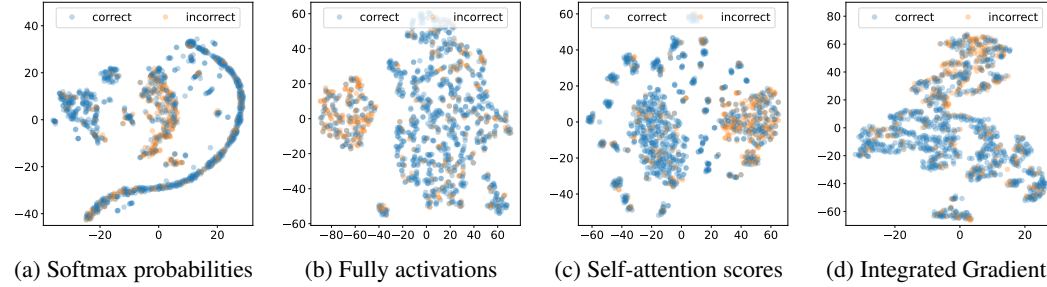 correct incorrect
40
20
0
−20
−40
−20 0 20
(a) Softmax probabilities
correct incorrect
60
40
20
0
−20
−40
−60
−80 −60 −40 −20 0 20 40 60
(b) Fully activations
correct incorrect
60
40
20
0
−20
−40
−60 −40 −20 0 20 40 60
(c) Self-attention scores
correct incorrect
80
60
40
20
0
−20
−40
−60
−20 0 20
(d) Integrated Gradient